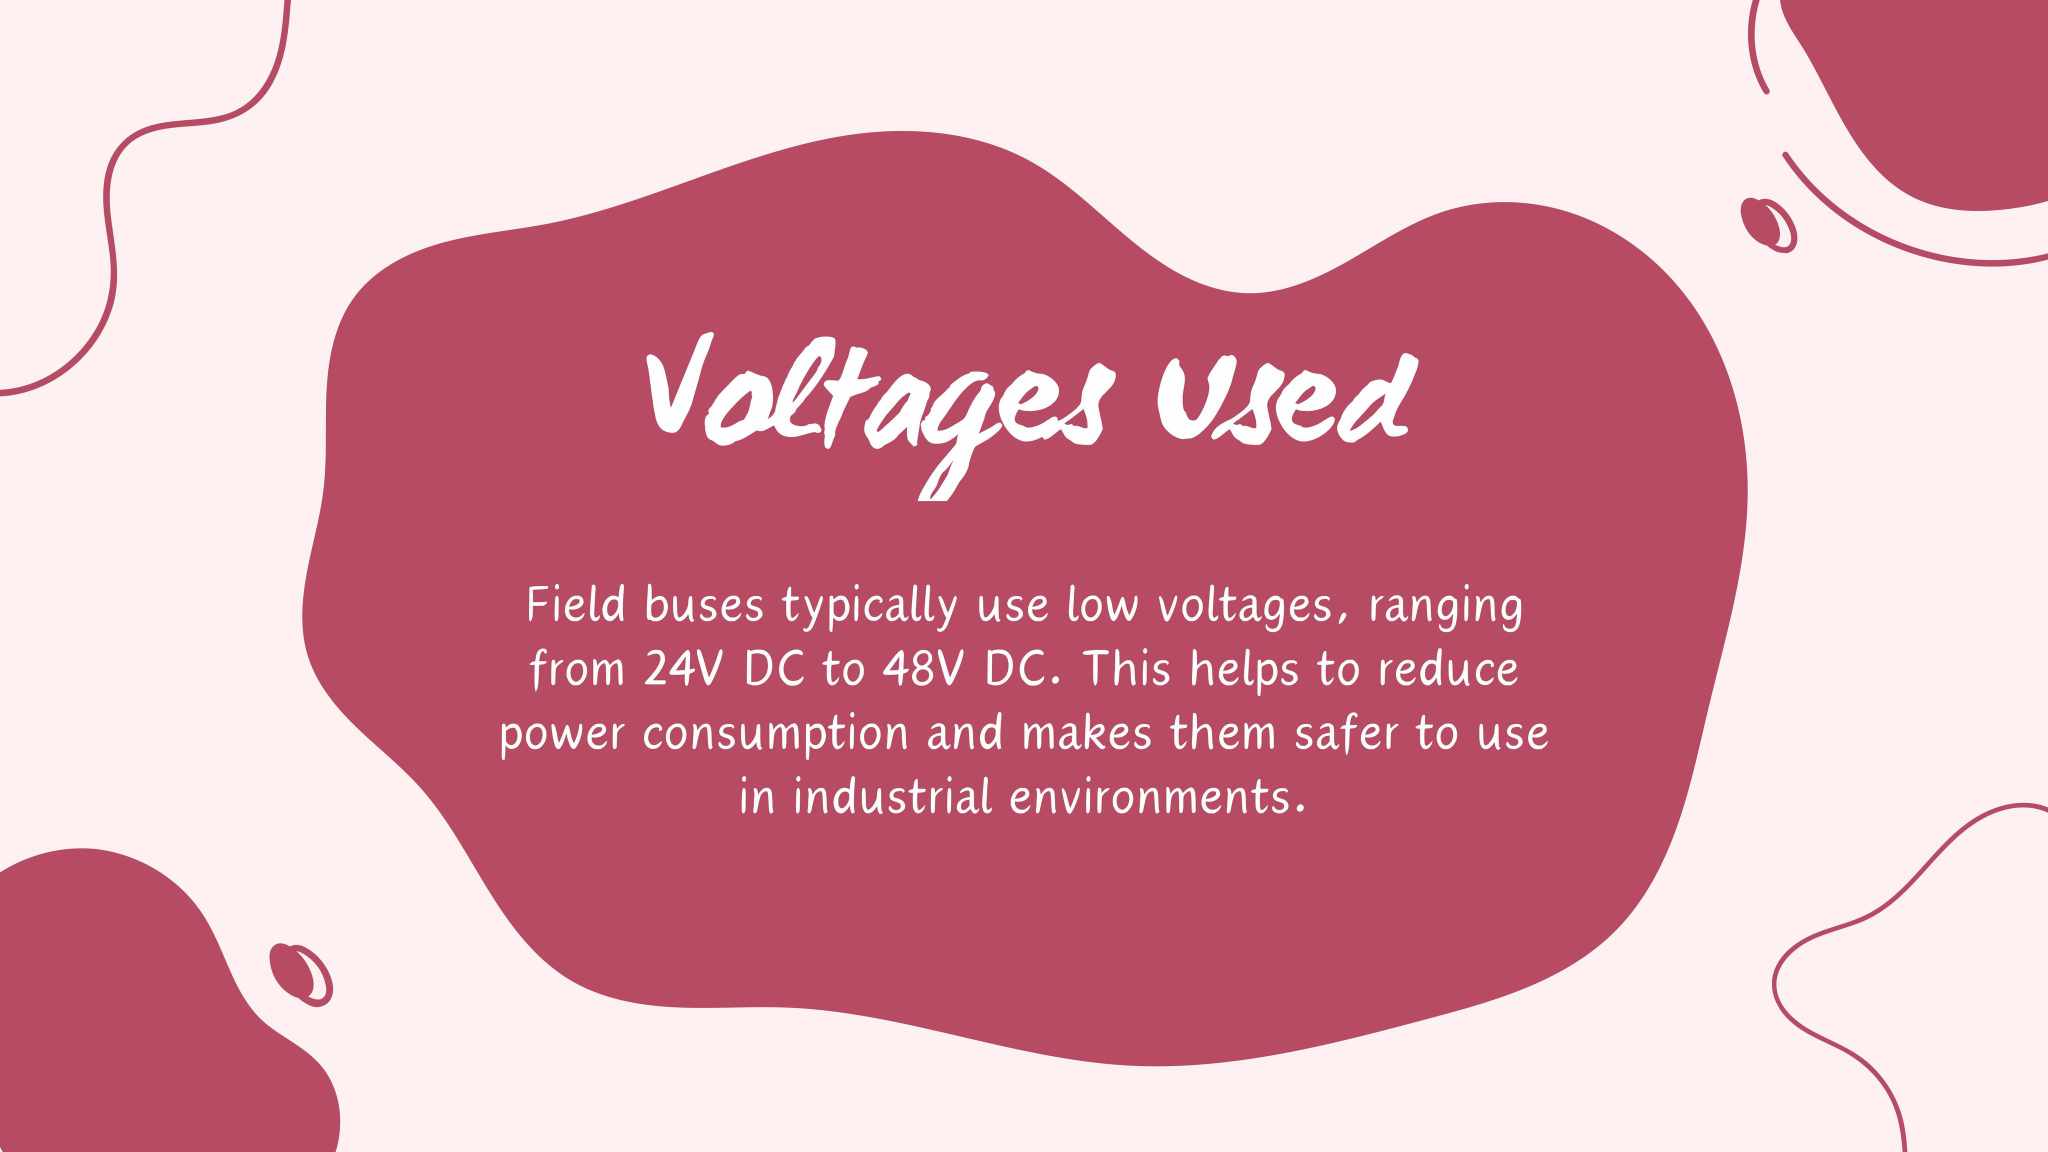 Voltages Used
Field buses typically use low voltages, ranging
from 24V DC to 48V DC. This helps to reduce
power consumption and makes them safer to use
in industrial environments.